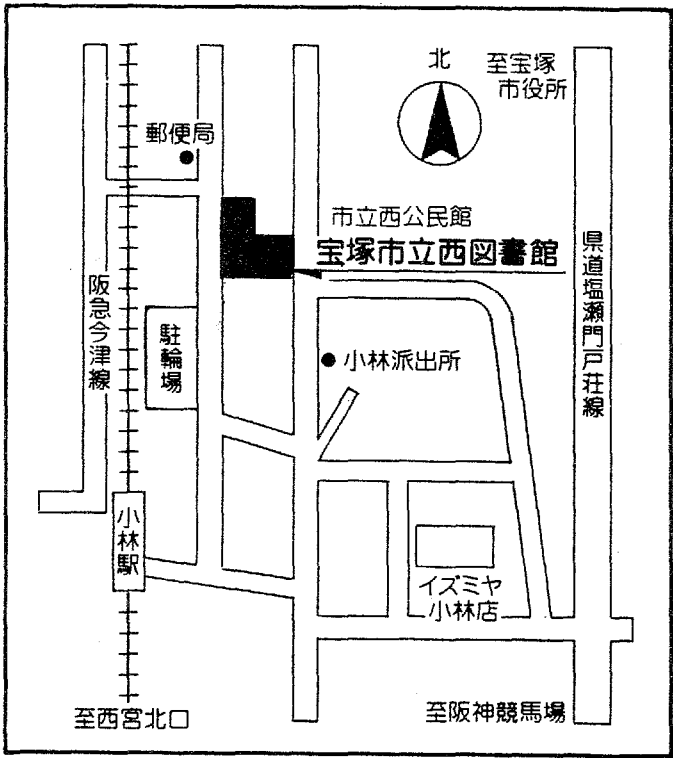 北
至宝塚
市役所
郵便局
市立西公民館
宝塚市立西図書館
県道塩瀬門戸荘線
阪急今津線
駐輪場
小林派出所
小林駅
イズミヤ
小林店
至西宮北口
至阪神競馬場